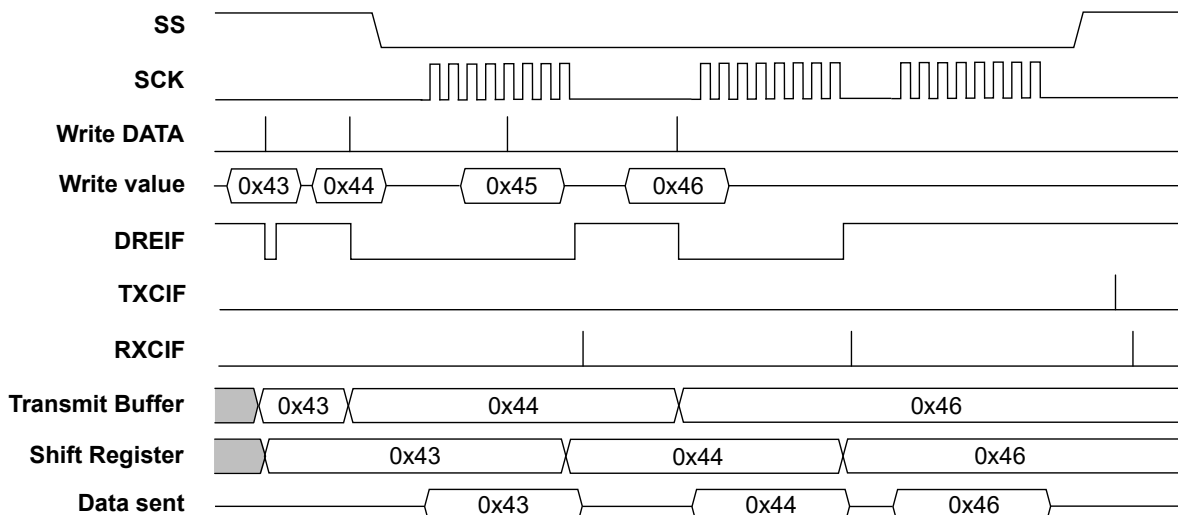 SS
SCK
Write DATA
Write value 0x43 0x44 0x45 0x46
DREIF
TXCIF
RXCIF
Transmit Buffer 0x43 0x44 0x46
Shift Register 0x43 0x44 0x46
Data sent 0x43 0x44 0x46